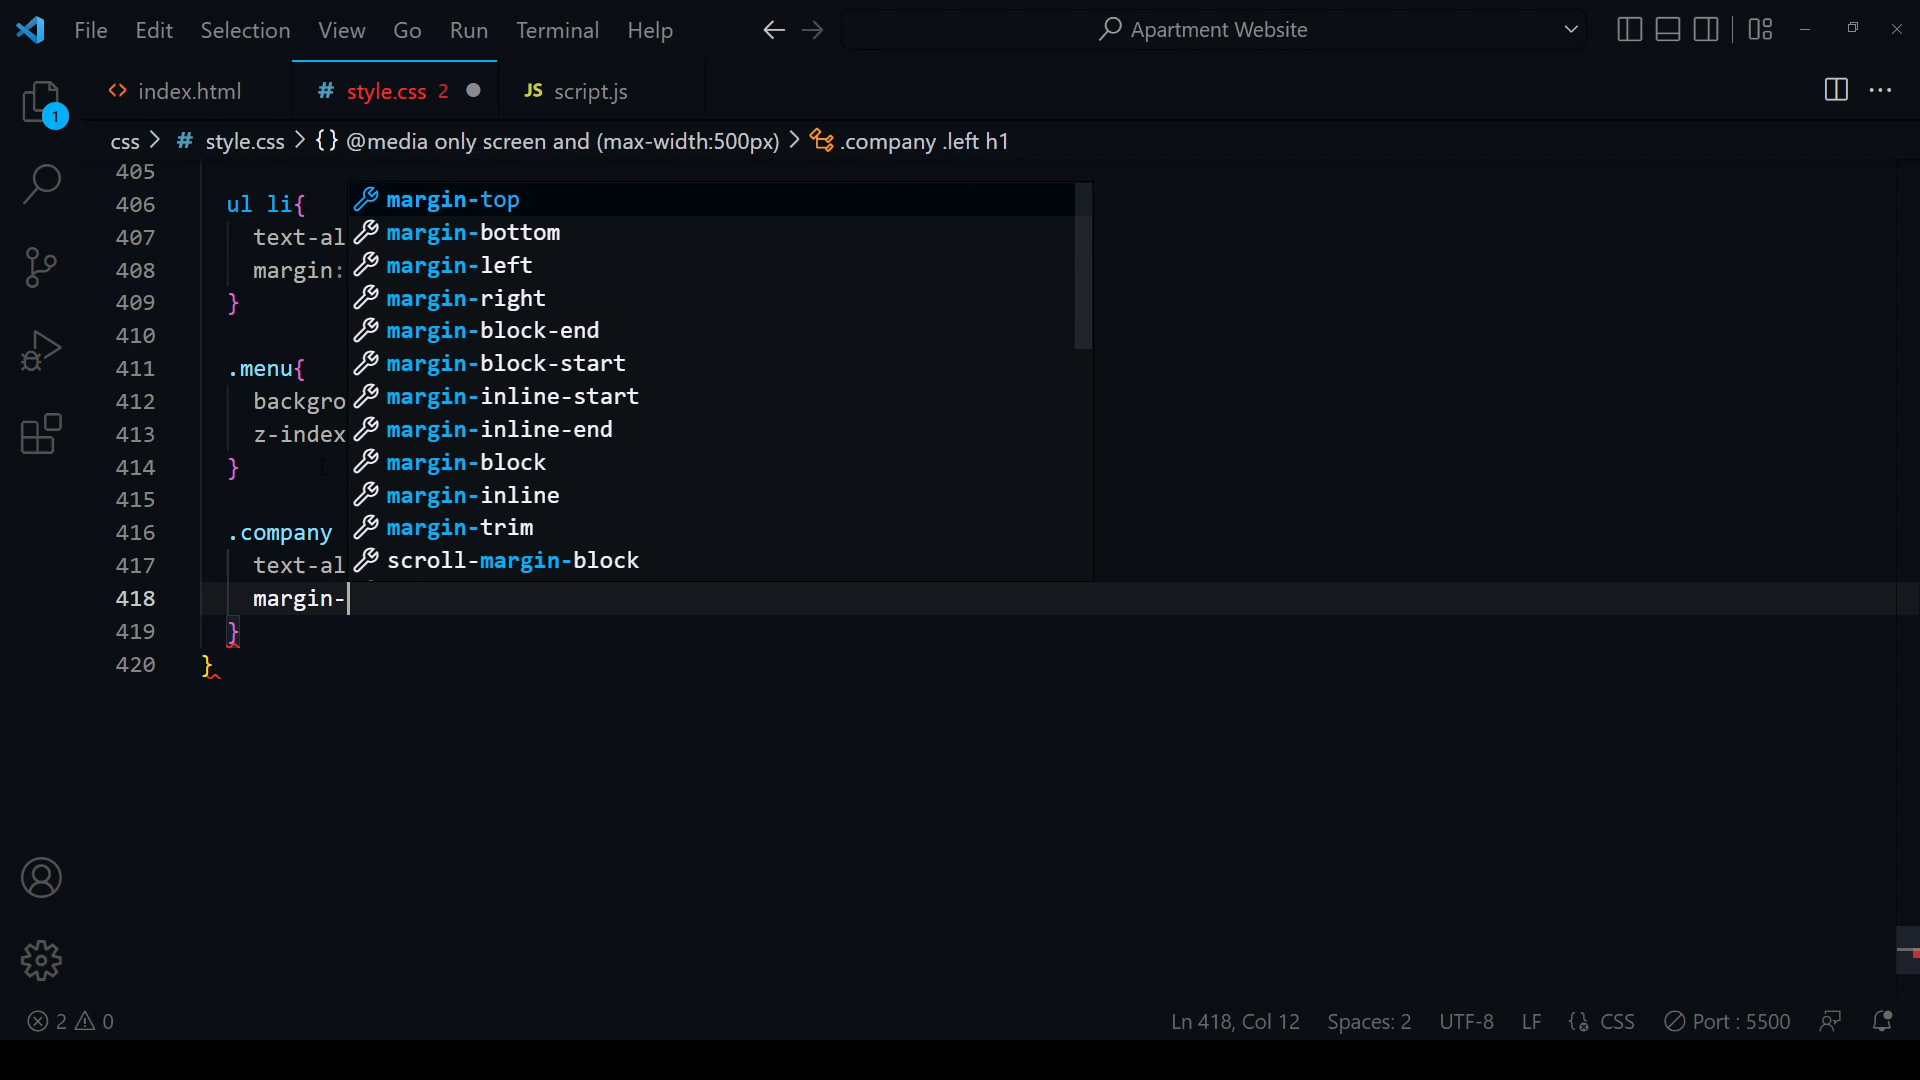 File Edit Selection View Go Run Terminal Help Apartment Website
1 index.html # style.css 2 JS script.js
css > # style.css > {} @media only screen and (max-width:500px) > .company .left h1
405
406 ul li{ margin-top
407 text-al margin-bottom
408 margin: margin-left
409 } margin-right
410 margin-block-end
411 .menu{ margin-block-start
412 backgro margin-inline-start
413 z-index margin-inline-end
414 } margin-block
415 margin-inline
416 .company margin-trim
417 text-al scroll-margin-block
418 margin-
419 }
420 }
2 0 Ln 418, Col 12 Spaces: 2 UTF-8 LF {} CSS Port : 5500